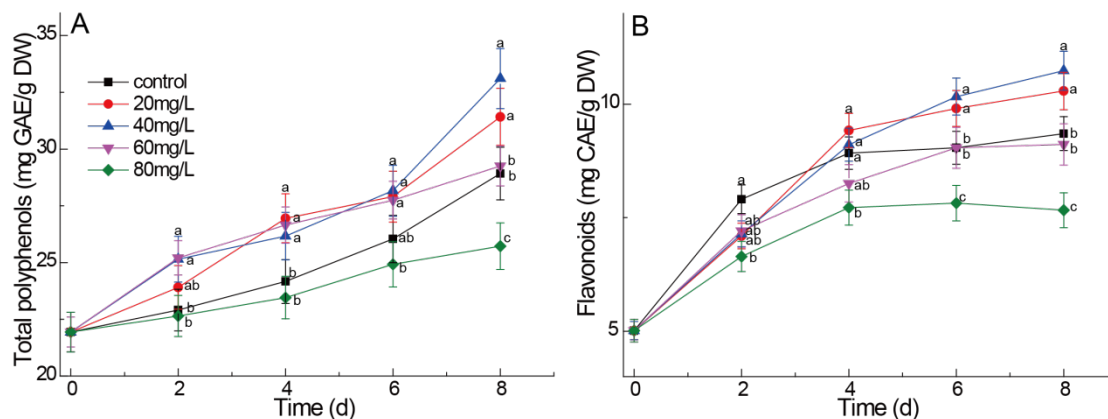 A
Total polyphenols (mg GAE/g DW)
35
30
25
20
control
20mg/L
40mg/L
60mg/L
80mg/L
a
a
a
a
a
a
ab
b
b
a
a
b
b
a
a
ab
b
a
b
b
c
0
2
4
6
8
Time (d)
B
Flavonoids (mg CAE/g DW)
10
5
a
ab
ab
ab
b
a
a
a
ab
b
a
a
b
b
c
a
a
b
b
c
0
2
4
6
8
Time (d)